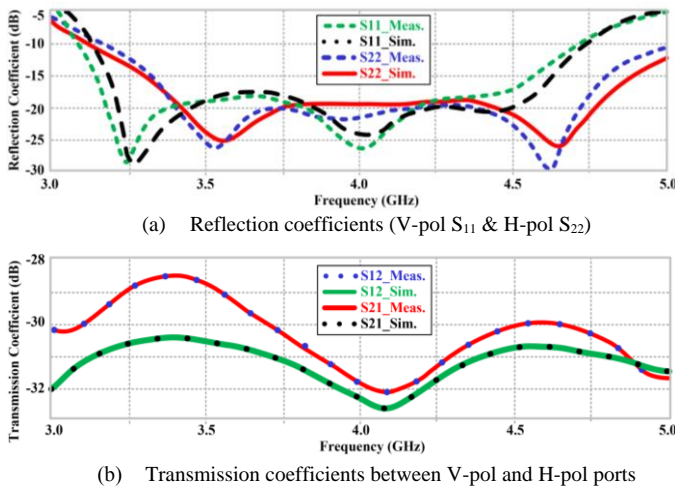 -5
-10
-15
-20
-25
-30
Reflection Coefficient (dB)
S11_Meas.
S11_Sim.
S22_Meas.
S22_Sim.
3.0 3.5 4.0 4.5 5.0
Frequency (GHz)
(a) Reflection coefficients (V-pol S₁₁ & H-pol S₂₂)
-28
-30
-32
Transmission Coefficient (dB)
S12_Meas.
S12_Sim.
S21_Meas.
S21_Sim.
3.0 3.5 4.0 4.5 5.0
Frequency (GHz)
(b) Transmission coefficients between V-pol and H-pol ports